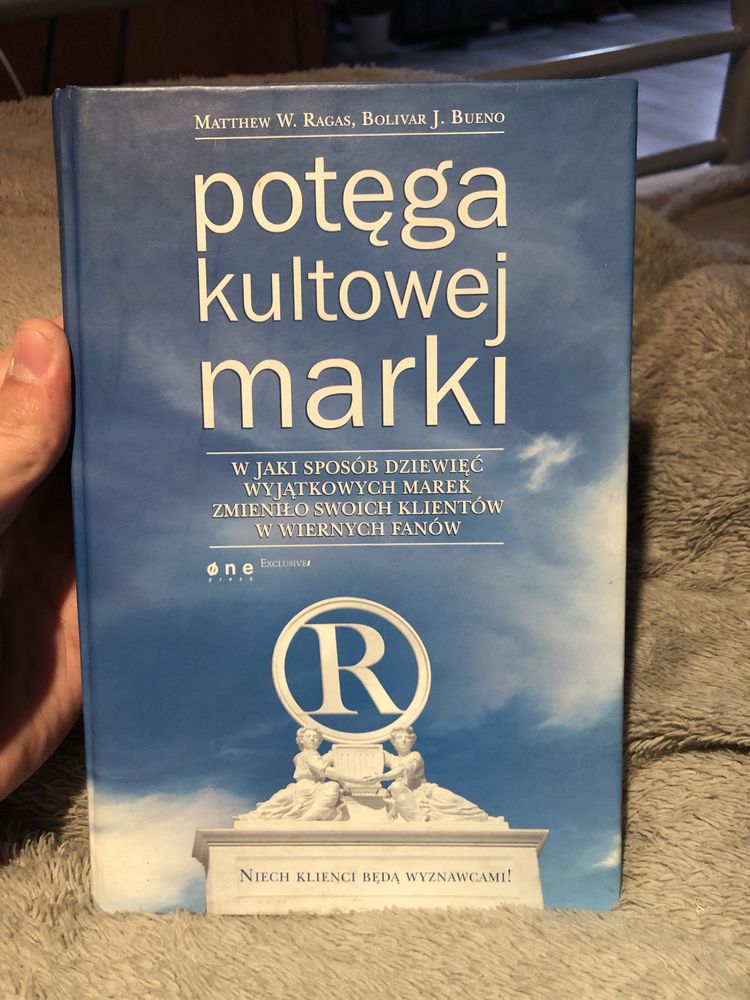 Matthew W. Ragas, Bolivar J. Bueno
potęga
kultowej
marki
W JAKI SPOSÓB DZIEWIĘĆ
WYJĄTKOWYCH MAREK
ZMIENIŁO SWOICH KLIENTÓW
W WIERNYCH FANÓW
øne
press
Exclusive/
R
Niech klienci będą wyznawcami!